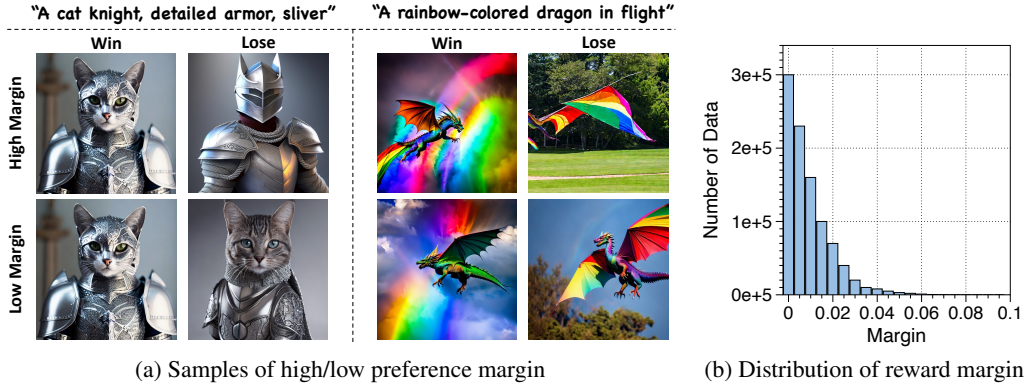 "A cat knight, detailed armor, sliver"
"A rainbow-colored dragon in flight"
Win
Lose
Win
Lose
High Margin
Low Margin
Number of Data
3e+5
2e+5
1e+5
0e+5
0
0.02
0.04
0.06
0.08
0.1
Margin
(a) Samples of high/low preference margin
(b) Distribution of reward margin